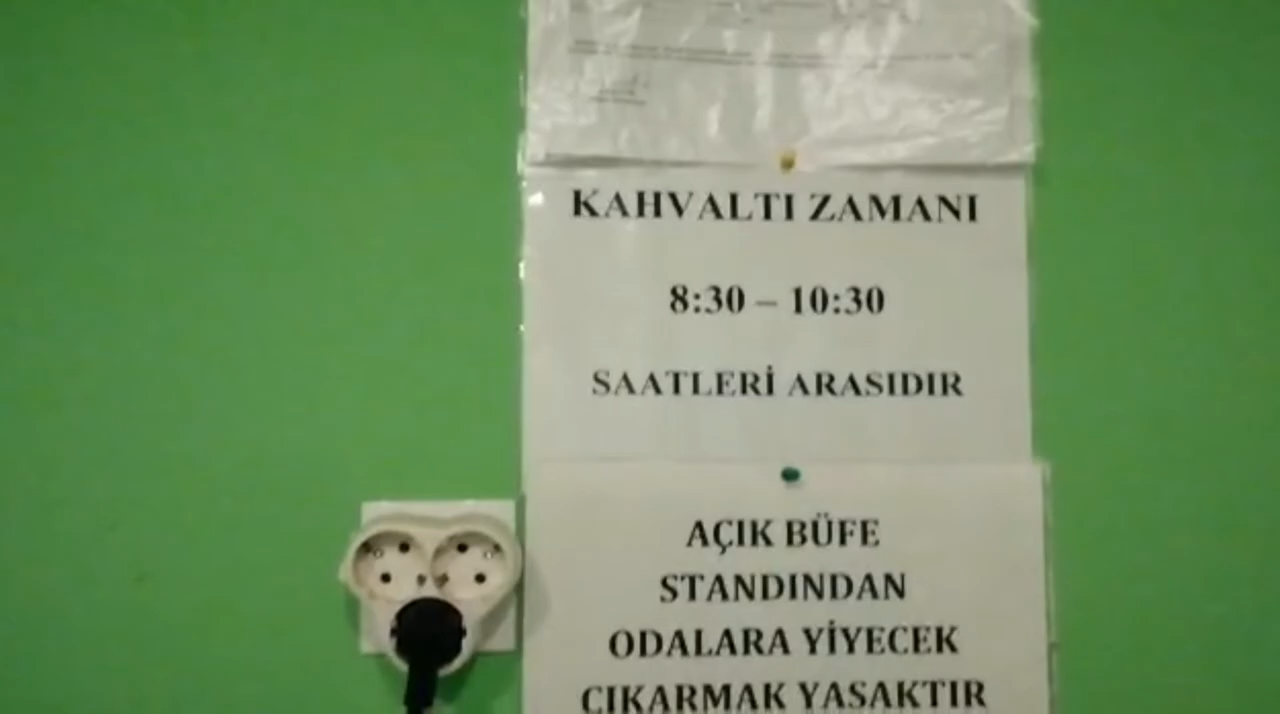 KAHVALTI ZAMANI
8:30 – 10:30
SAATLERİ ARASIDIR
AÇIK BÜFE
STANDINDAN
ODALARA YİYECEK
ÇIKARMAK YASAKTIR